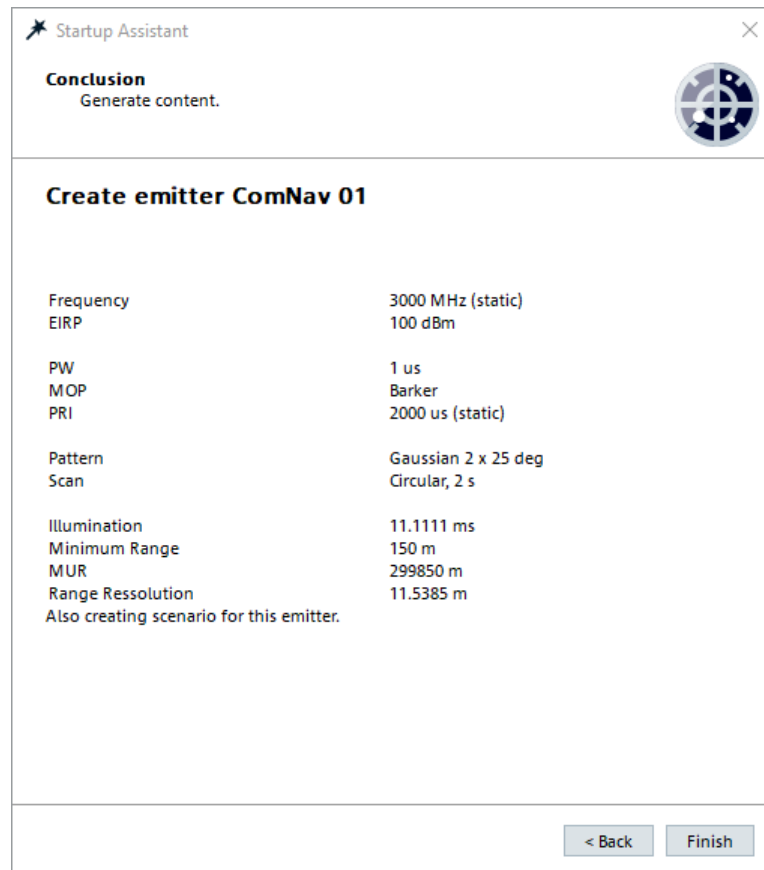 Startup Assistant
Conclusion
Generate content.
Create emitter ComNav 01
Frequency 3000 MHz (static)
EIRP 100 dBm
PW 1 us
MOP Barker
PRI 2000 us (static)
Pattern Gaussian 2 x 25 deg
Scan Circular, 2 s
Illumination 11.1111 ms
Minimum Range 150 m
MUR 299850 m
Range Ressolution 11.5385 m
Also creating scenario for this emitter.
< Back Finish